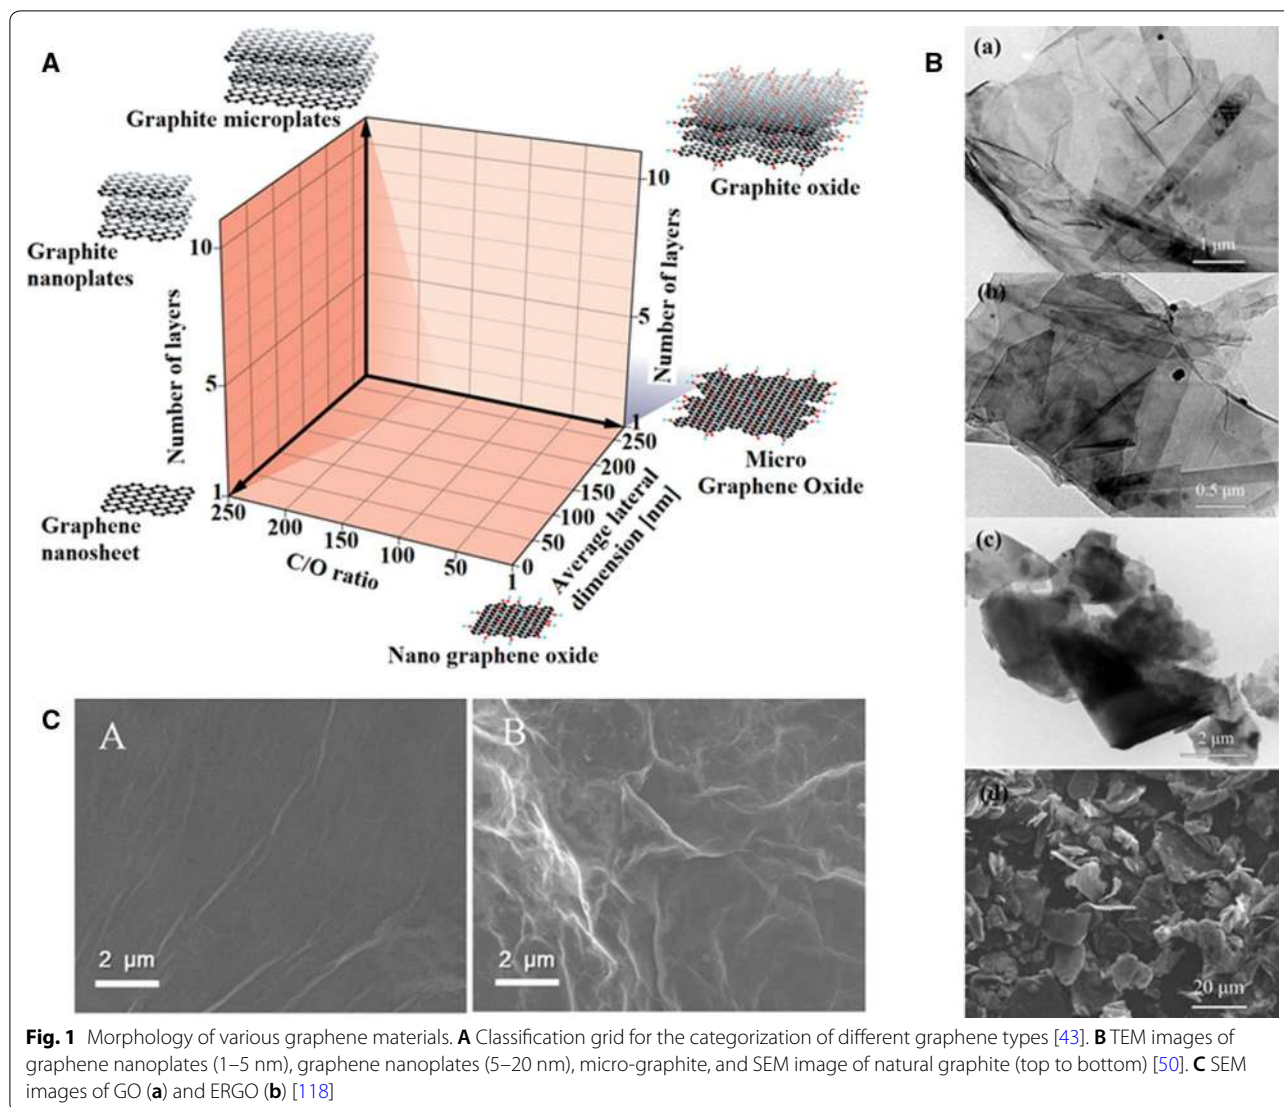 A
Graphite microplates
Graphite oxide
Graphite
nanoplates
Number of layers
10
5
1
10
5
1
Number of layers
Micro
Graphene Oxide
Graphene
nanosheet
250
200
150
100
50
1
C/O ratio
250
200
150
100
50
0
Average lateral
dimension [nm]
Nano graphene oxide
B
(a)
1 μm
(b)
0.5 μm
(c)
2 μm
(d)
20 μm
C
A
2 μm
B
2 μm
Fig. 1 Morphology of various graphene materials. A Classification grid for the categorization of different graphene types [43]. B TEM images of
graphene nanoplates (1–5 nm), graphene nanoplates (5–20 nm), micro-graphite, and SEM image of natural graphite (top to bottom) [50]. C SEM
images of GO (a) and ERGO (b) [118]